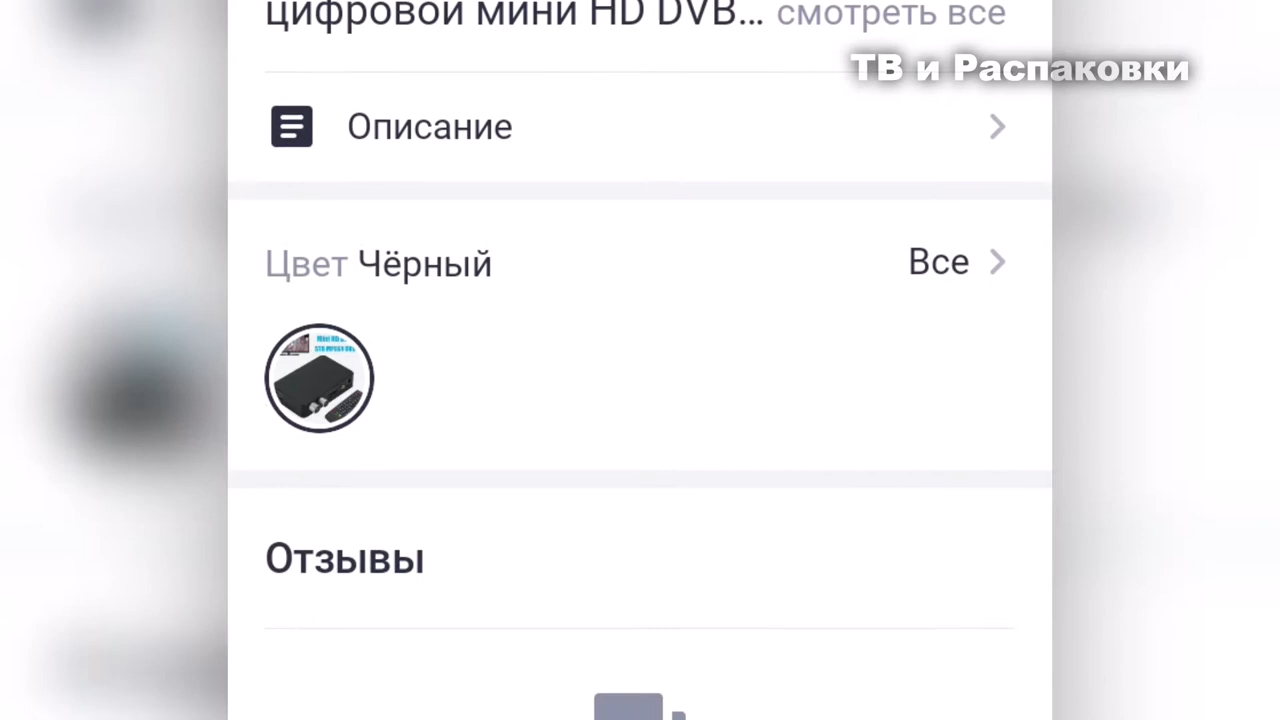 цифровой мини HD DVB... смотреть все
ТВ и Распаковки
Описание
Цвет Чёрный
Все
Отзывы